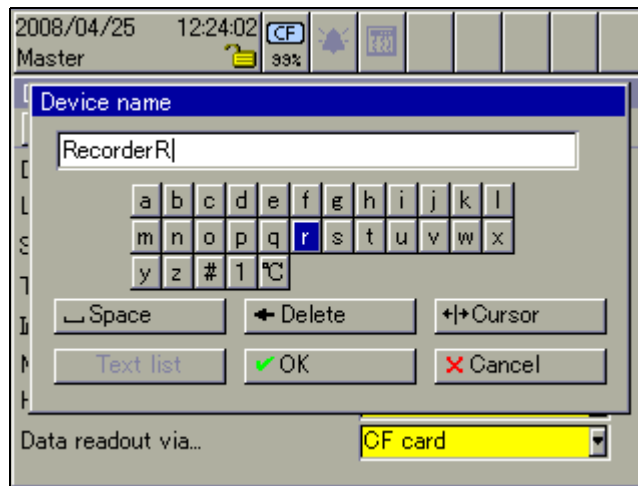 2008/04/25 12:24:02 CF
Master 99%
Device name
RecorderR
a b c d e f g h i j k l
m n o p q r s t u v w x
y z # 1 ℃
Space Delete Cursor
Text list OK Cancel
Data readout via... CF card